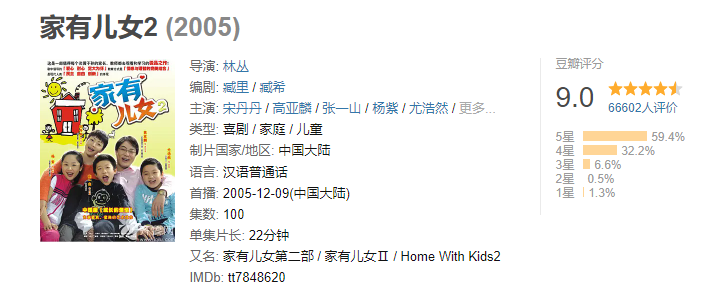 家有儿女2 (2005)
导演: 林丛
编剧: 臧里 / 臧希
主演: 宋丹丹 / 高亚麟 / 张一山 / 杨紫 / 尤浩然 / 更多...
类型: 喜剧 / 家庭 / 儿童
制片国家/地区: 中国大陆
语言: 汉语普通话
首播: 2005-12-09(中国大陆)
集数: 100
单集片长: 22分钟
又名: 家有儿女第二部 / 家有儿女Ⅱ / Home With Kids2
IMDb: tt7848620
豆瓣评分
9.0
66602人评价
5星 59.4%
4星 32.2%
3星 6.6%
2星 0.5%
1星 1.3%
家有
儿女2